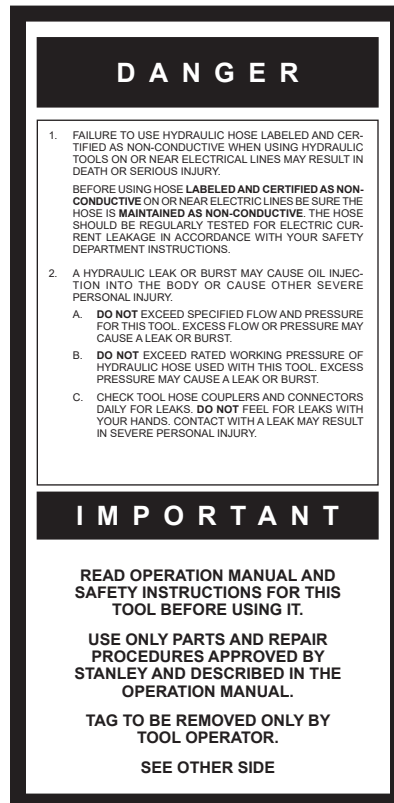 DANGER
1. FAILURE TO USE HYDRAULIC HOSE LABELED AND CER-
TIFIED AS NON-CONDUCTIVE WHEN USING HYDRAULIC
TOOLS ON OR NEAR ELECTRICAL LINES MAY RESULT IN
DEATH OR SERIOUS INJURY.
BEFORE USING HOSE LABELED AND CERTIFIED AS NON-
CONDUCTIVE ON OR NEAR ELECTRIC LINES BE SURE THE
HOSE IS MAINTAINED AS NON-CONDUCTIVE. THE HOSE
SHOULD BE REGULARLY TESTED FOR ELECTRIC CUR-
RENT LEAKAGE IN ACCORDANCE WITH YOUR SAFETY
DEPARTMENT INSTRUCTIONS.
2. A HYDRAULIC LEAK OR BURST MAY CAUSE OIL INJEC-
TION INTO THE BODY OR CAUSE OTHER SEVERE
PERSONAL INJURY.
A. DO NOT EXCEED SPECIFIED FLOW AND PRESSURE
FOR THIS TOOL. EXCESS FLOW OR PRESSURE MAY
CAUSE A LEAK OR BURST.
B. DO NOT EXCEED RATED WORKING PRESSURE OF
HYDRAULIC HOSE USED WITH THIS TOOL. EXCESS
PRESSURE MAY CAUSE A LEAK OR BURST.
C. CHECK TOOL HOSE COUPLERS AND CONNECTORS
DAILY FOR LEAKS. DO NOT FEEL FOR LEAKS WITH
YOUR HANDS. CONTACT WITH A LEAK MAY RESULT
IN SEVERE PERSONAL INJURY.
IMPORTANT
READ OPERATION MANUAL AND
SAFETY INSTRUCTIONS FOR THIS
TOOL BEFORE USING IT.
USE ONLY PARTS AND REPAIR
PROCEDURES APPROVED BY
STANLEY AND DESCRIBED IN THE
OPERATION MANUAL.
TAG TO BE REMOVED ONLY BY
TOOL OPERATOR.
SEE OTHER SIDE